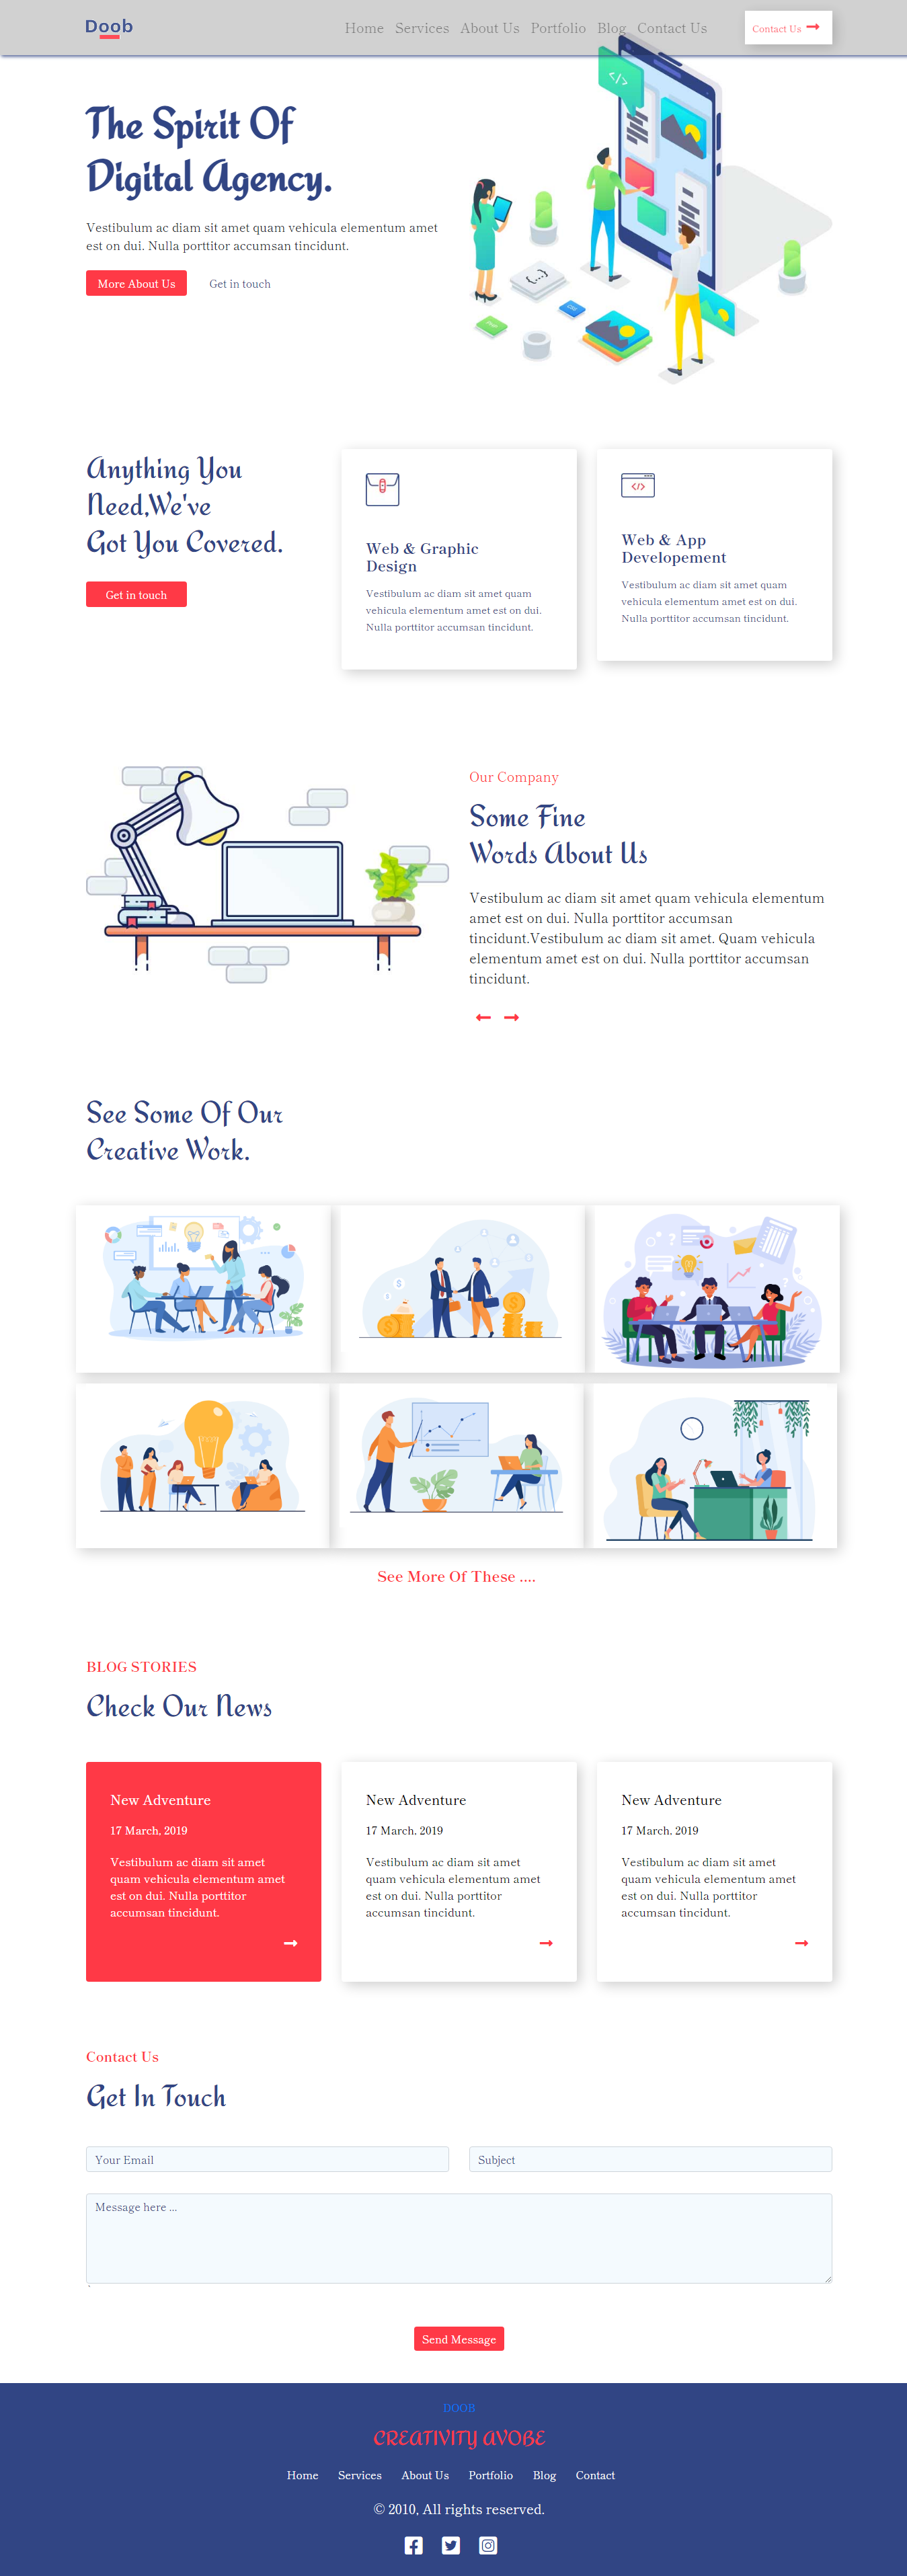 Doob
Home Services About Us Portfolio Blog Contact Us
Contact Us
The Spirit Of
Digital Agency.
Vestibulum ac diam sit amet quam vehicula elementum amet
est on dui. Nulla porttitor accumsan tincidunt.
More About Us
Get in touch
Anything You
Need,We've
Got You Covered.
Get in touch
Web & Graphic
Design
Vestibulum ac diam sit amet quam
vehicula elementum amet est on dui.
Nulla porttitor accumsan tincidunt.
Web & App
Developement
Vestibulum ac diam sit amet quam
vehicula elementum amet est on dui.
Nulla porttitor accumsan tincidunt.
Our Company
Some Fine
Words About Us
Vestibulum ac diam sit amet quam vehicula elementum
amet est on dui. Nulla porttitor accumsan
tincidunt.Vestibulum ac diam sit amet. Quam vehicula
elementum amet est on dui. Nulla porttitor accumsan
tincidunt.
See Some Of Our
Creative Work.
See More Of These ....
BLOG STORIES
Check Our News
New Adventure
17 March, 2019
Vestibulum ac diam sit amet
quam vehicula elementum amet
est on dui. Nulla porttitor
accumsan tincidunt.
New Adventure
17 March, 2019
Vestibulum ac diam sit amet
quam vehicula elementum amet
est on dui. Nulla porttitor
accumsan tincidunt.
New Adventure
17 March, 2019
Vestibulum ac diam sit amet
quam vehicula elementum amet
est on dui. Nulla porttitor
accumsan tincidunt.
Contact Us
Get In Touch
Your Email
Subject
Message here ...
Send Message
DOOB
CREATIVITY AVOBE
Home Services About Us Portfolio Blog Contact
© 2010, All rights reserved.